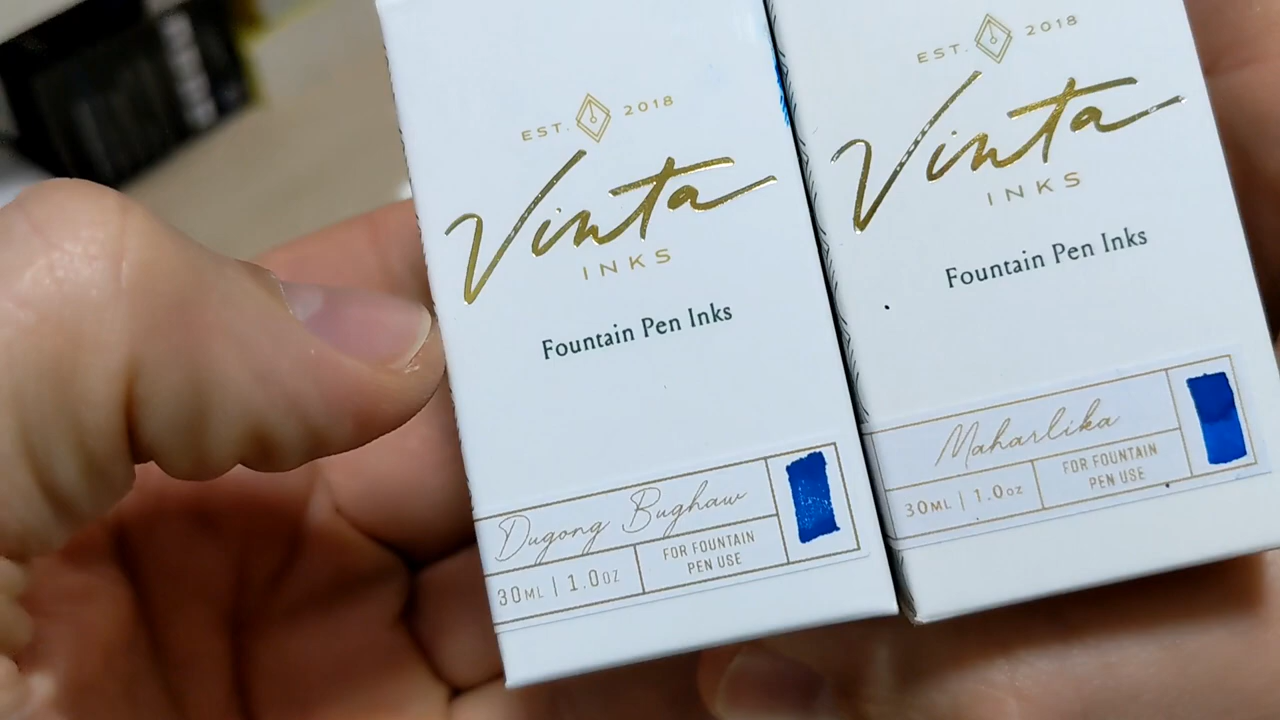 EST. 2018
Vinta
INKS
Fountain Pen Inks
Dugong Bughaw
30ML | 1.0OZ
FOR FOUNTAIN
PEN USE
EST. 2018
Vinta
INKS
Fountain Pen Inks
Maharlika
30ML | 1.0oz
FOR FOUNTAIN
PEN USE